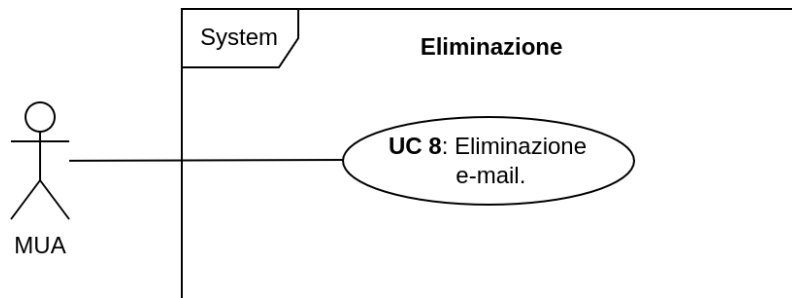 System
Eliminazione
UC 8: Eliminazione
e-mail.
MUA